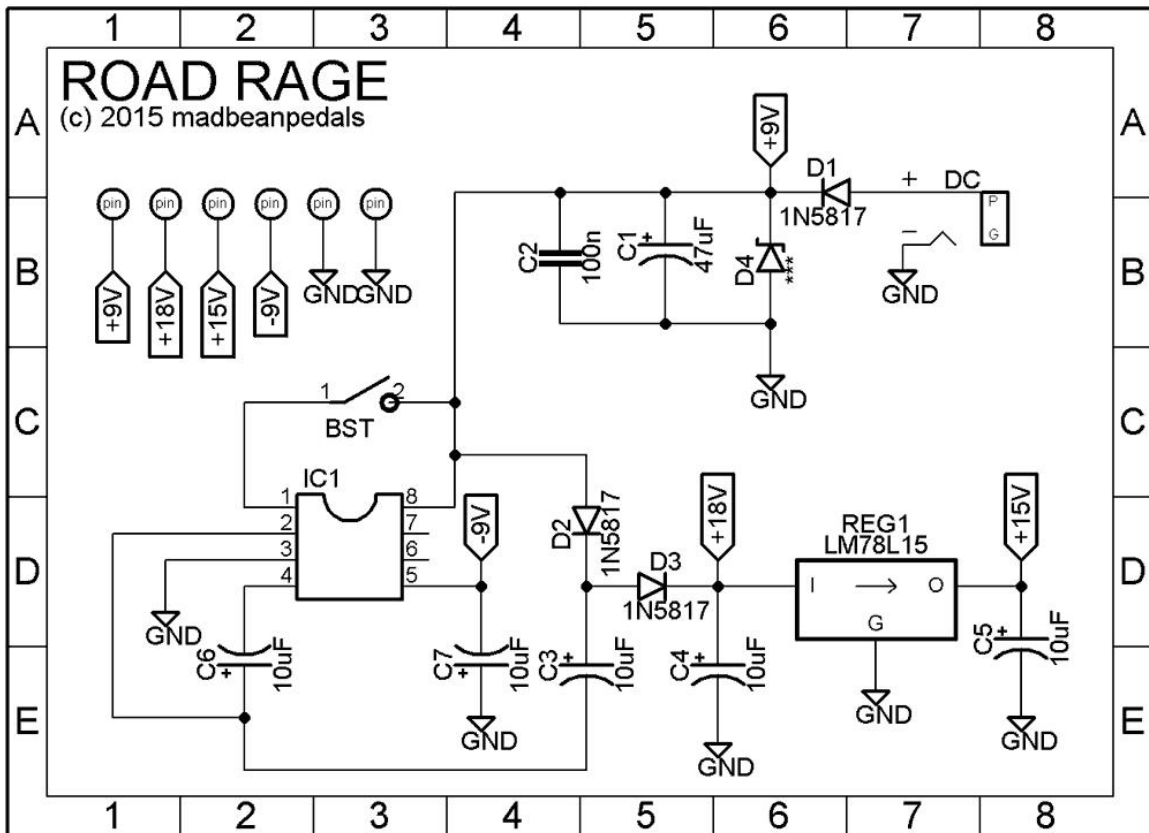 1 2 3 4 5 6 7 8
ROAD RAGE
(c) 2015 madbeanpedals
A A
+9V
D1
+ DC
pin pin pin pin pin pin
1N5817
P
G
B B
C2
100n
C1 +
47uF
D4
***
−
+9V
+18V
+15V
-9V
GND GND
GND
GND
C C
1 2
BST
IC1
1 8
2 7
3 6
4 5
-9V
D2
1N5817
+18V
+15V
REG1
LM78L15
D D
D3
1N5817
I → O
G
GND
C6 +
10uF
C7 +
10uF
C3 +
10uF
C4 +
10uF
C5 +
10uF
E E
GND
GND
GND
GND
1 2 3 4 5 6 7 8